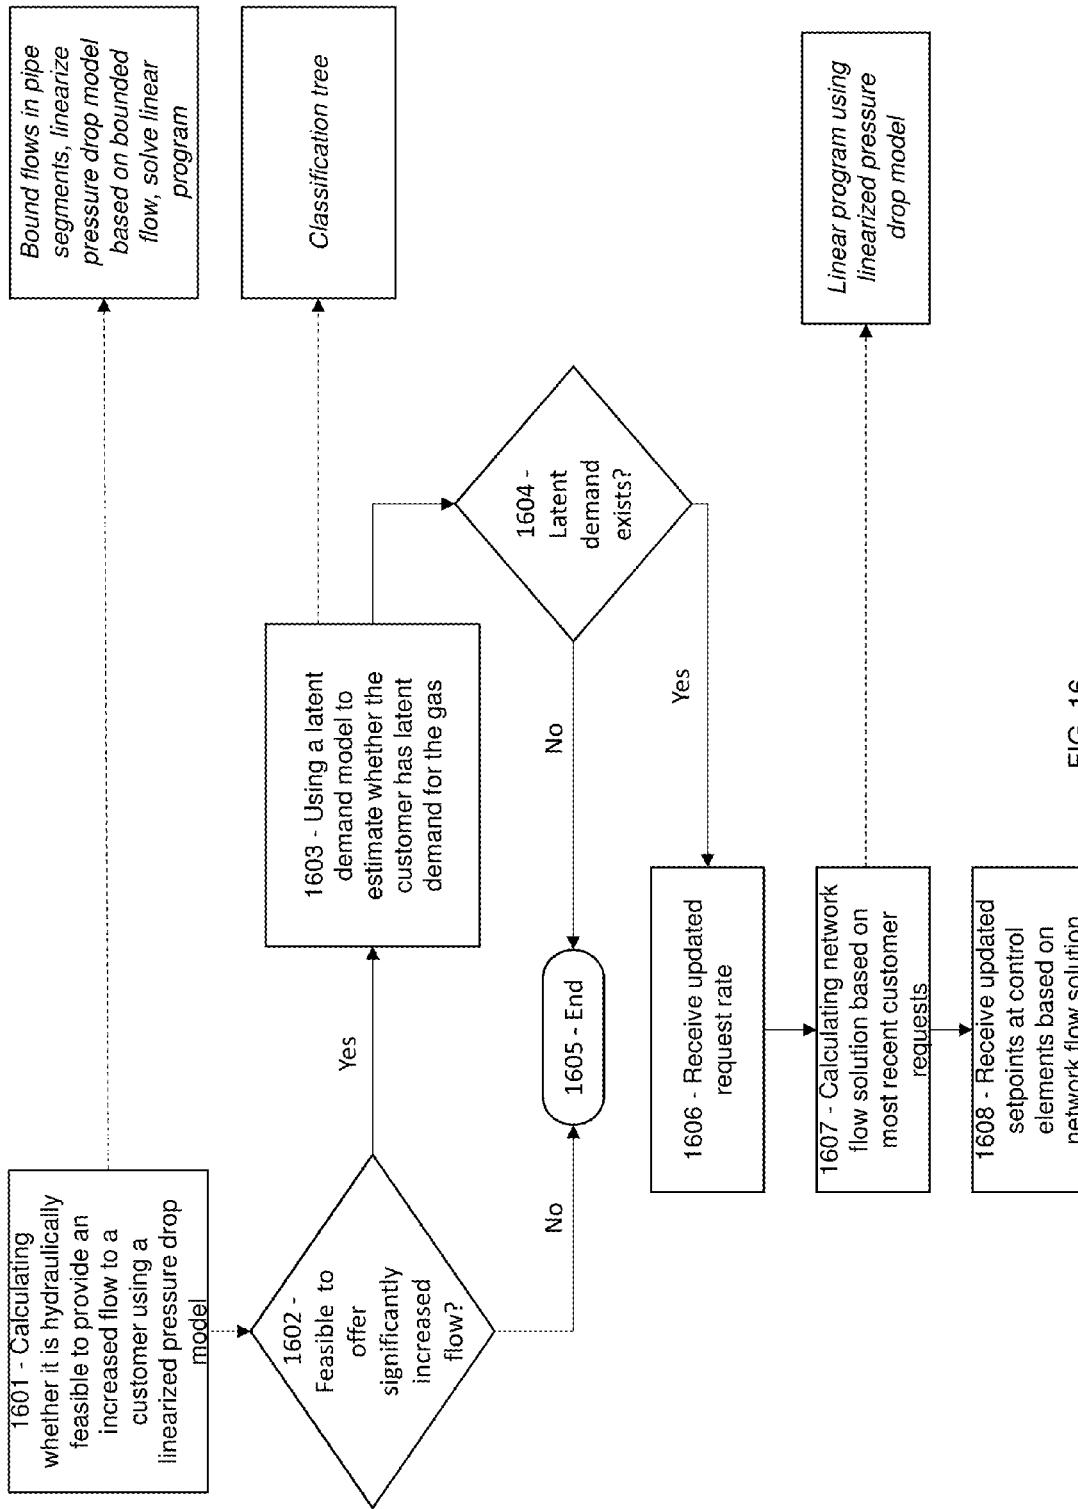 1601 - Calculating
whether it is hydraulically
feasible to provide an
increased flow to a
customer using a
linearized pressure drop
model
Bound flows in pipe
segments, linearize
pressure drop model
based on bounded
flow, solve linear
program
1602 -
Feasible to
offer
significantly
increased
flow?
Yes
No
1603 - Using a latent
demand model to
estimate whether the
customer has latent
demand for the gas
Classification tree
1604 -
Latent
demand
exists?
No
Yes
1605 - End
1606 - Receive updated
request rate
1607 - Calculating network
flow solution based on
most recent customer
requests
Linear program using
linearized pressure
drop model
1608 - Receive updated
setpoints at control
elements based on
network flow solution
FIG. 16